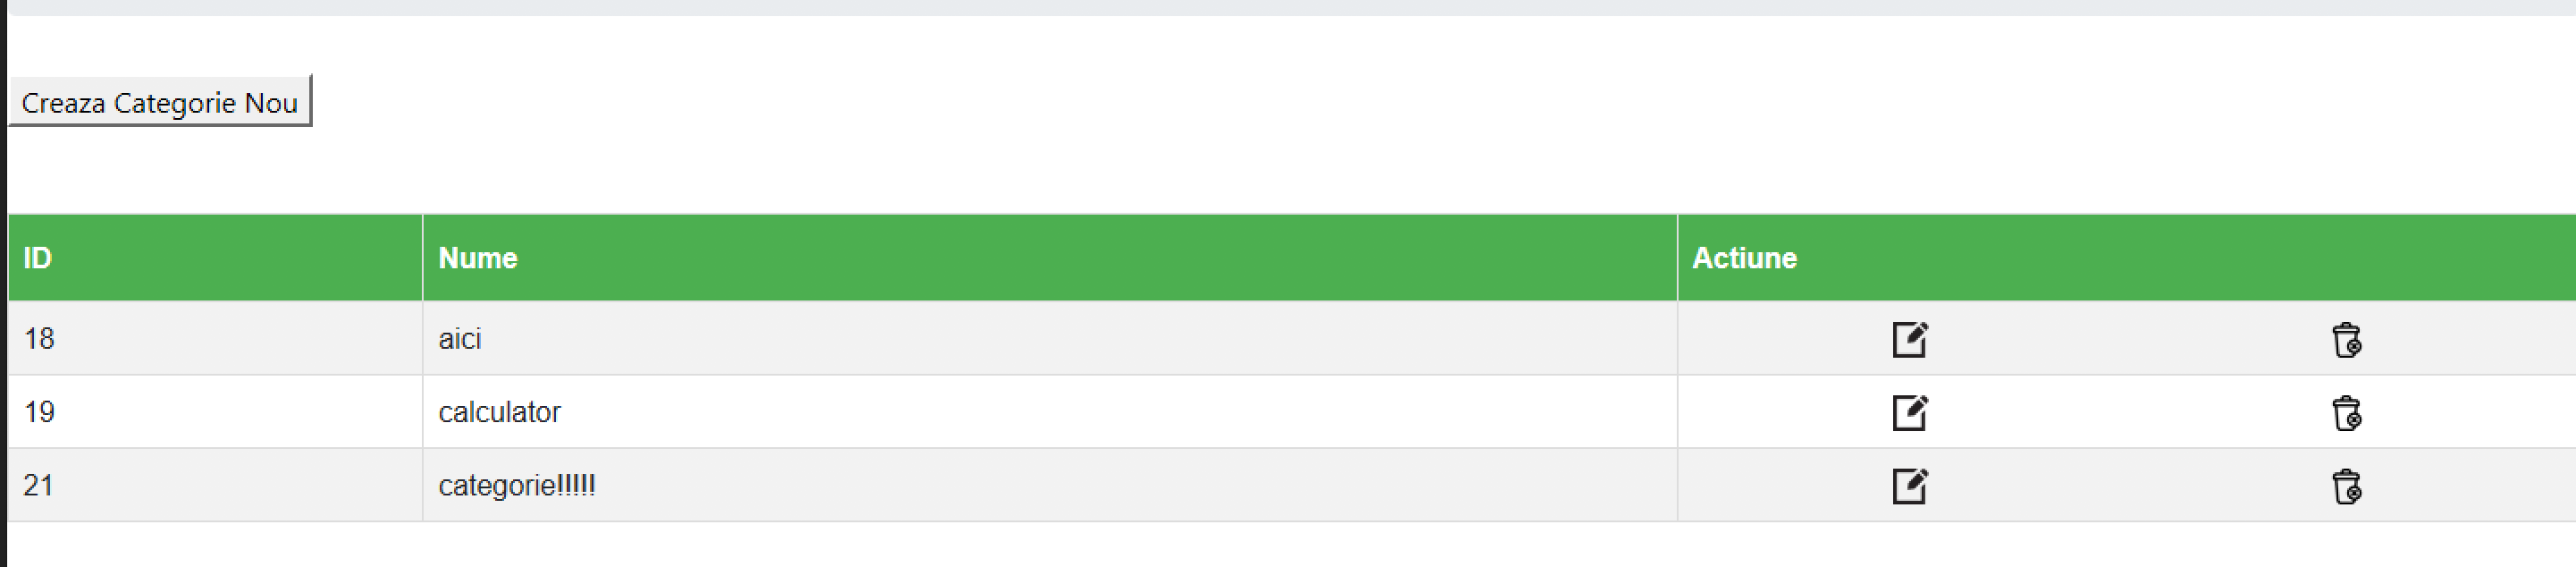 Creaza Categorie Nou
ID Nume Actiune
18 aici
19 calculator
21 categorie!!!!!